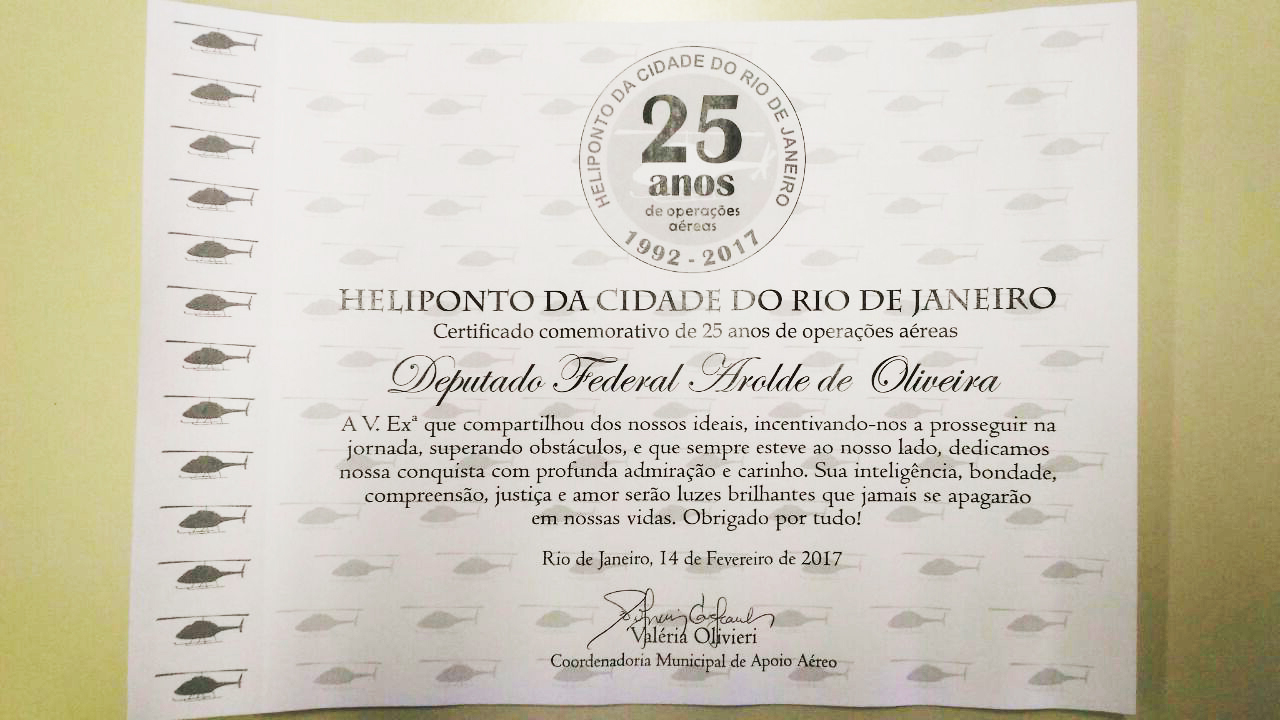 HELIPONTO DA CIDADE DO RIO DE JANEIRO
25
anos
de operações
aéreas
1992 - 2017
HELIPONTO DA CIDADE DO RIO DE JANEIRO
Certificado comemorativo de 25 anos de operações aéreas
Deputado Federal Arolde de Oliveira
A V. Exª que compartilhou dos nossos ideais, incentivando-nos a prosseguir na
jornada, superando obstáculos, e que sempre esteve ao nosso lado, dedicamos
nossa conquista com profunda admiração e carinho. Sua inteligência, bondade,
compreensão, justiça e amor serão luzes brilhantes que jamais se apagarão
em nossas vidas. Obrigado por tudo!
Rio de Janeiro, 14 de Fevereiro de 2017
Valéria Olivieri
Coordenadoria Municipal de Apoio Aéreo